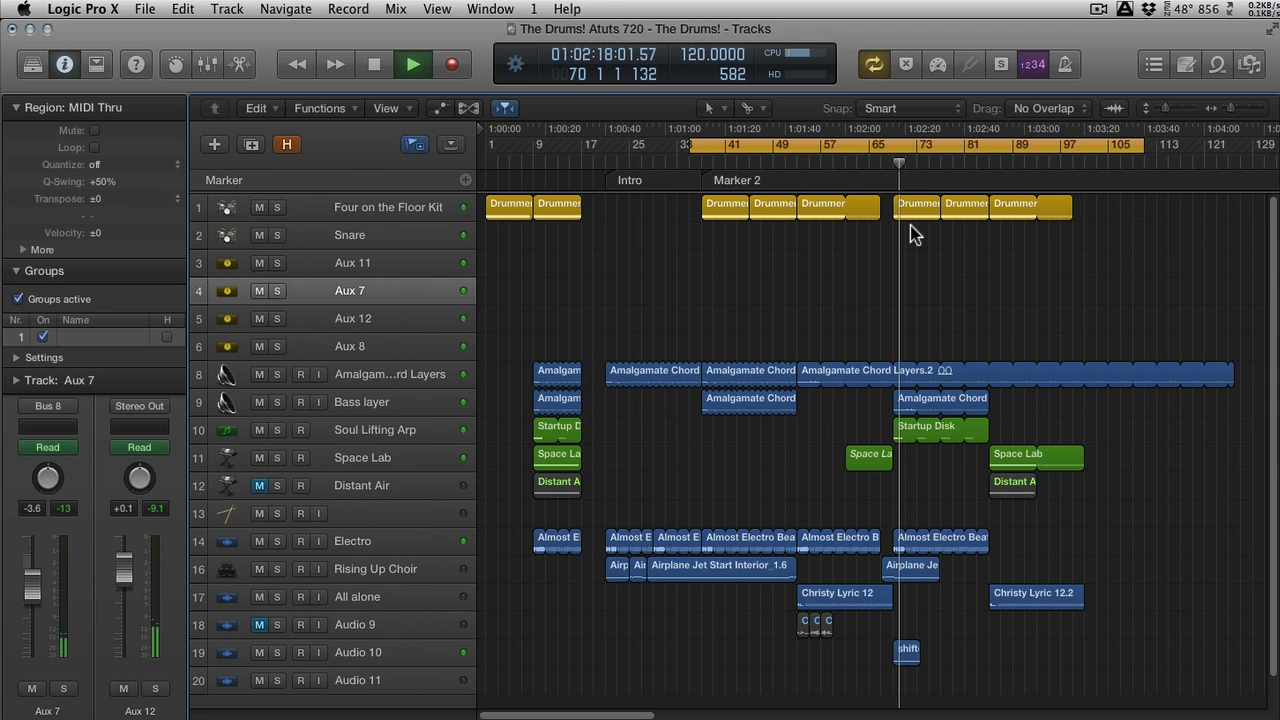 Logic Pro X File Edit Track Navigate Record Mix View Window 1 Help 48° 856 0.2KB/s 0.1KB/s
The Drums! Atuts 720 - The Drums! - Tracks
01:02:18:01.57 120.0000 CPU
70 1 1 132 582 HD
1234
Region: MIDI Thru
Edit Functions View Snap: Smart Drag: No Overlap
1:00:00 1:00:20 1:00:40 1:01:00 1:01:20 1:01:40 1:02:00 1:02:20 1:02:40 1:03:00 1:03:20 1:03:40 1:04:00
1 9 17 25 41 49 57 65 73 81 89 97 105 113 121 129
H
Mute:
Loop:
Quantize: off
Q-Swing: +50%
Transpose: ±0
Velocity: ±0
More
Groups
Groups active
Nr. On Name H
1
Settings
Track: Aux 7
Bus 8 Stereo Out
Read Read
-3.6 -13 +0.1 -9.1
M S M S
Aux 7 Aux 12
Marker Intro Marker 2
1 M S Four on the Floor Kit Drummer Drummer Drummer Drummer Drummer Drummer Drummer Drummer
2 M S Snare
3 M S Aux 11
4 M S Aux 7
5 M S Aux 12
6 M S Aux 8
8 M S R I Amalgam...rd Layers Amalgam Amalgamate Chord Amalgamate Chord Amalgamate Chord Layers.2
9 M S R I Bass layer Amalgam Amalgamate Chord Amalgamate Chord
10 M S R Soul Lifting Arp Startup D Startup Disk
11 M S R Space Lab Space La Space La Space Lab
12 M S R Distant Air Distant A Distant A
13 M S R I
14 M S R I Electro Almost E Almost E Almost E Almost Electro Bea Almost Electro B Almost Electro Bea
16 M S R I Rising Up Choir Airp Air Airplane Jet Start Interior_1.6 Airplane Je
17 M S R I All alone Christy Lyric 12 Christy Lyric 12.2
18 M S R I Audio 9 C C C
19 M S R I Audio 10 shift
20 M S R I Audio 11